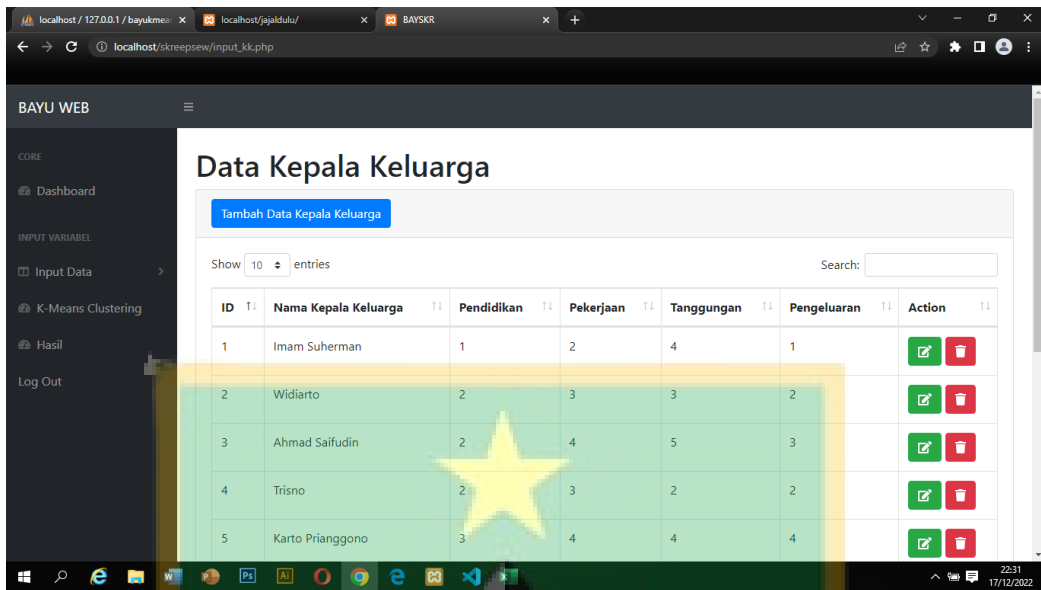 localhost / 127.0.0.1 / bayukmea
localhost/jajaldulu/
BAYSKR
localhost/skreepsew/input_kk.php
BAYU WEB
CORE
Dashboard
INPUT VARIABEL
Input Data
K-Means Clustering
Hasil
Log Out
Data Kepala Keluarga
Tambah Data Kepala Keluarga
Show 10 entries
Search:
ID Nama Kepala Keluarga Pendidikan Pekerjaan Tanggungan Pengeluaran Action
1 Imam Suherman 1 2 4 1
2 Widiarto 2 3 3 2
3 Ahmad Saifudin 2 4 5 3
4 Trisno 2 3 2 2
5 Karto Prianggono 3 4 4 4
Ps
Ai
22:31
17/12/2022